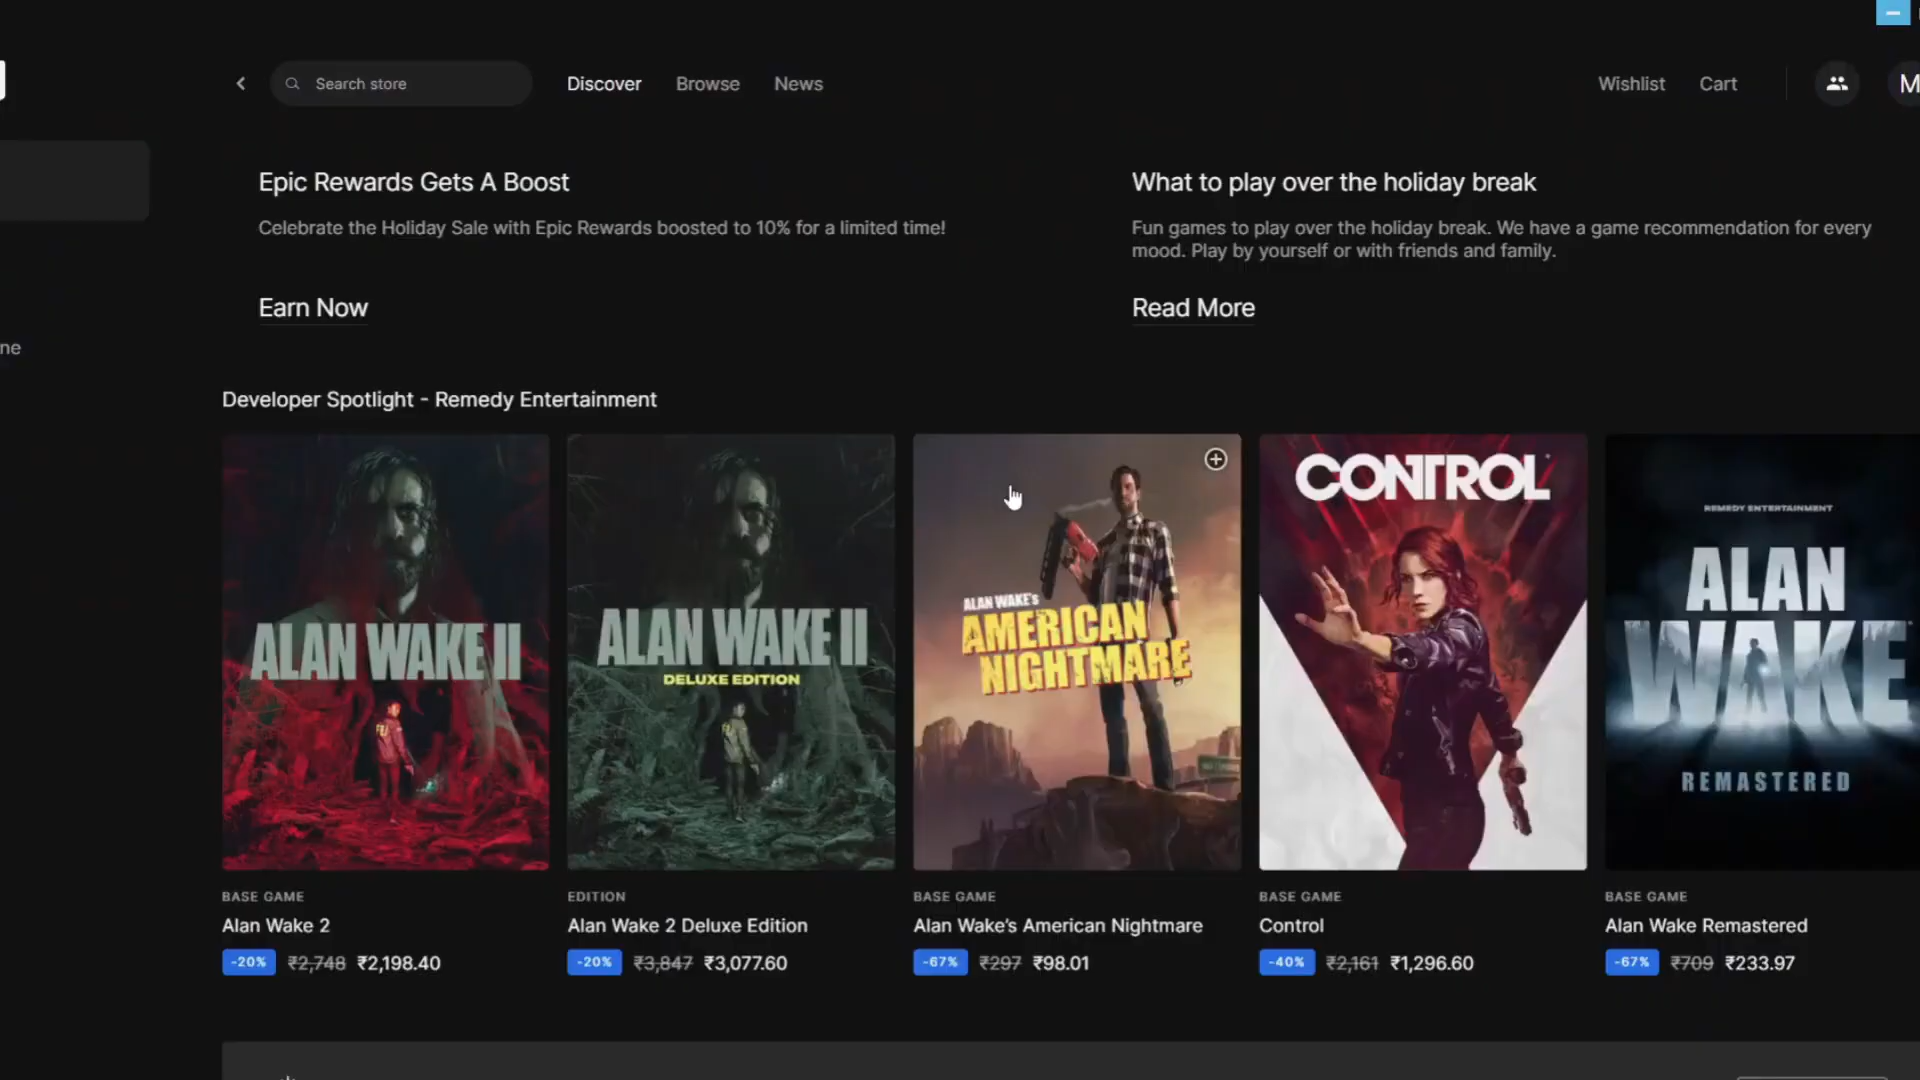 Search store
Discover
Browse
News
Wishlist
Cart
M
Epic Rewards Gets A Boost
Celebrate the Holiday Sale with Epic Rewards boosted to 10% for a limited time!
Earn Now
What to play over the holiday break
Fun games to play over the holiday break. We have a game recommendation for every
mood. Play by yourself or with friends and family.
Read More
ne
Developer Spotlight - Remedy Entertainment
ALAN WAKE II
ALAN WAKE II
DELUXE EDITION
ALAN WAKE'S
AMERICAN
NIGHTMARE
CONTROL
REMEDY ENTERTAINMENT
ALAN
WAKE
REMASTERED
BASE GAME
Alan Wake 2
-20% ₹2,748 ₹2,198.40
EDITION
Alan Wake 2 Deluxe Edition
-20% ₹3,847 ₹3,077.60
BASE GAME
Alan Wake's American Nightmare
-67% ₹297 ₹98.01
BASE GAME
Control
-40% ₹2,161 ₹1,296.60
BASE GAME
Alan Wake Remastered
-67% ₹709 ₹233.97